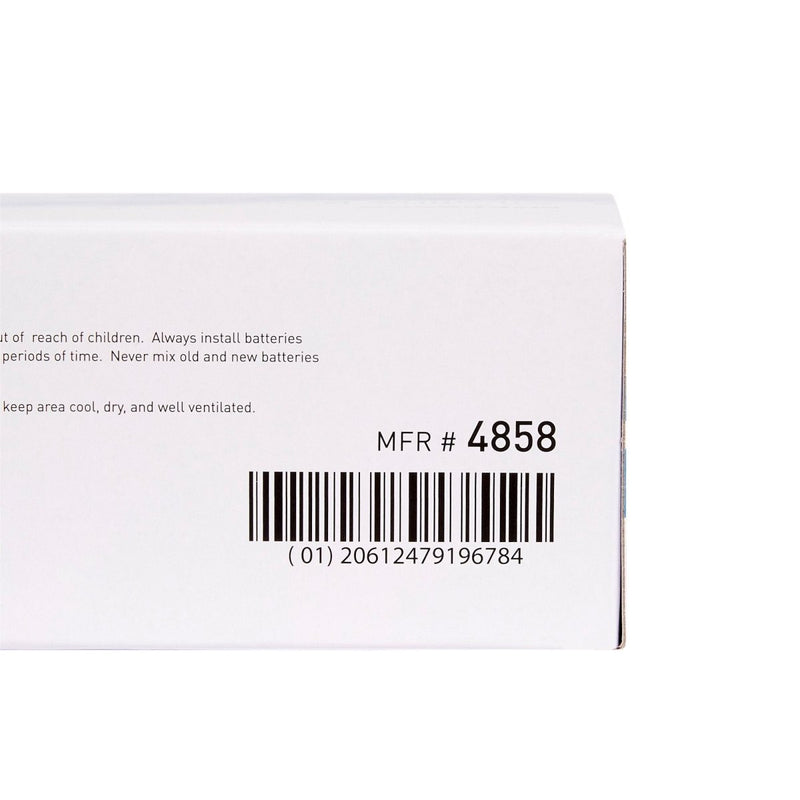 of reach of children. Always install batteries
periods of time. Never mix old and new batteries
keep area cool, dry, and well ventilated.
MFR # 4858
( 01) 20612479196784